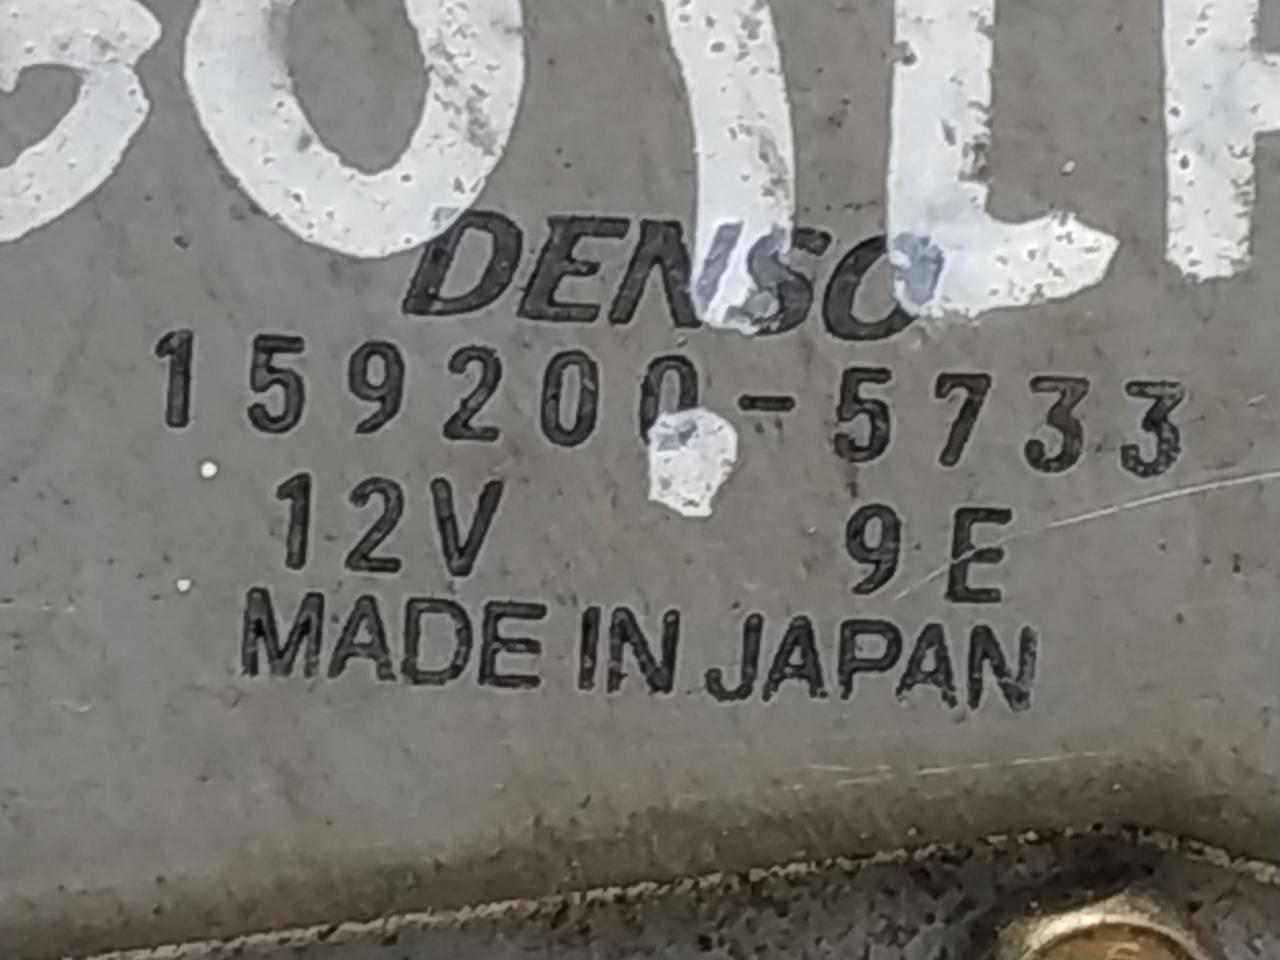 DENSO
159200-5733
12V 9E
MADE IN JAPAN